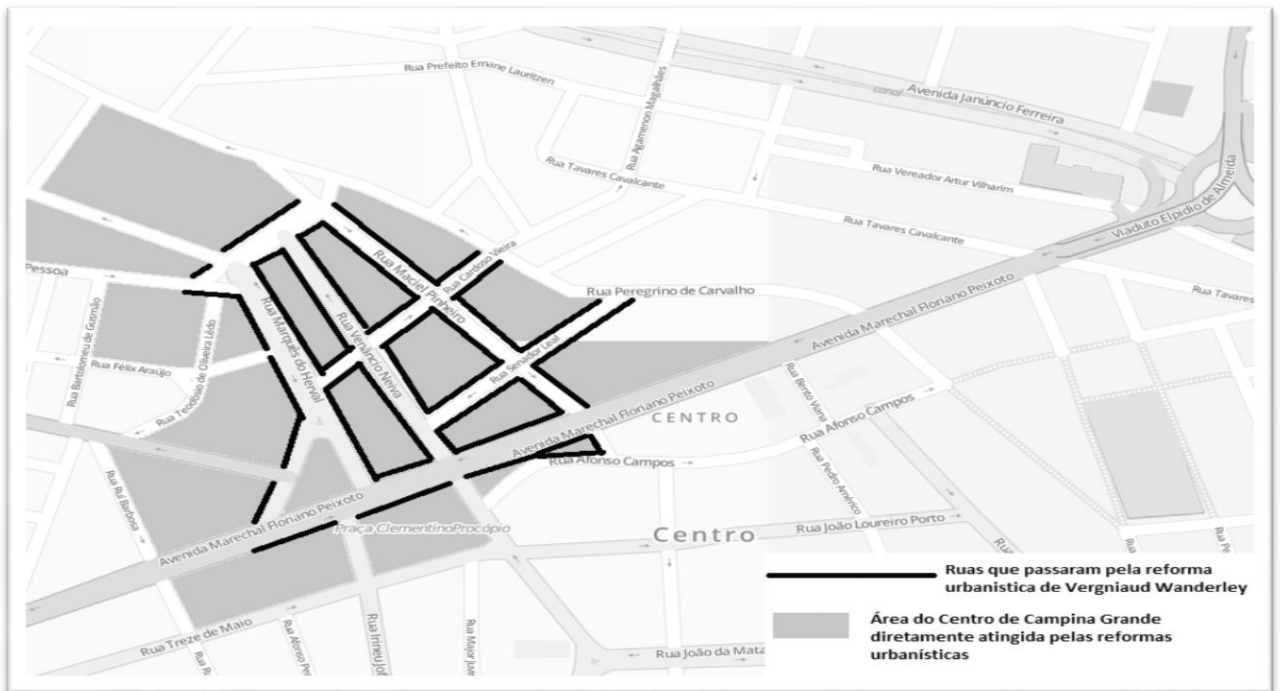 Rua Prefeito Ernane Lauritzen
Avenida Janúncio Ferreira
canal
Rua Agamenon Magalhães
Rua Tavares Cavalcante
Rua Vereador Artur Vilharim
Viaduto Elpídio de Almeida
Rua Tavares Cavalcante
Rua Cardoso Vieira
Rua Maciel Pinheiro
Pessoa
Rua Peregrino de Carvalho
Rua Tavares
Avenida Marechal Floriano Peixoto
Rua Marquês do Herval
Rua Venâncio Neiva
Rua Bartolomeu de Gusmão
Rua Teodósio de Oliveira Lêdo
Rua Félix Araújo
Rua Senador Leal
Rua Bento Viana
Avenida Marechal Floriano Peixoto
CENTRO
Rua Afonso Campos
Rua Afonso Campos
Rua Pedro Américo
Rua Rui Barbosa
Avenida Marechal Floriano Peixoto
Praça ClementinoProcópio
Centro
Rua João Loureiro Porto
Rua Treze de Maio
Rua João da Mata
Ruas que passaram pela reforma
urbanistica de Vergniaud Wanderley
Área do Centro de Campina Grande
diretamente atingida pelas reformas
urbanísticas